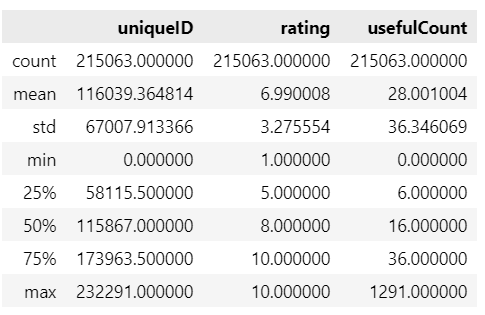 uniqueID rating usefulCount
count 215063.000000 215063.000000 215063.000000
mean 116039.364814 6.990008 28.001004
std 67007.913366 3.275554 36.346069
min 0.000000 1.000000 0.000000
25% 58115.500000 5.000000 6.000000
50% 115867.000000 8.000000 16.000000
75% 173963.500000 10.000000 36.000000
max 232291.000000 10.000000 1291.000000